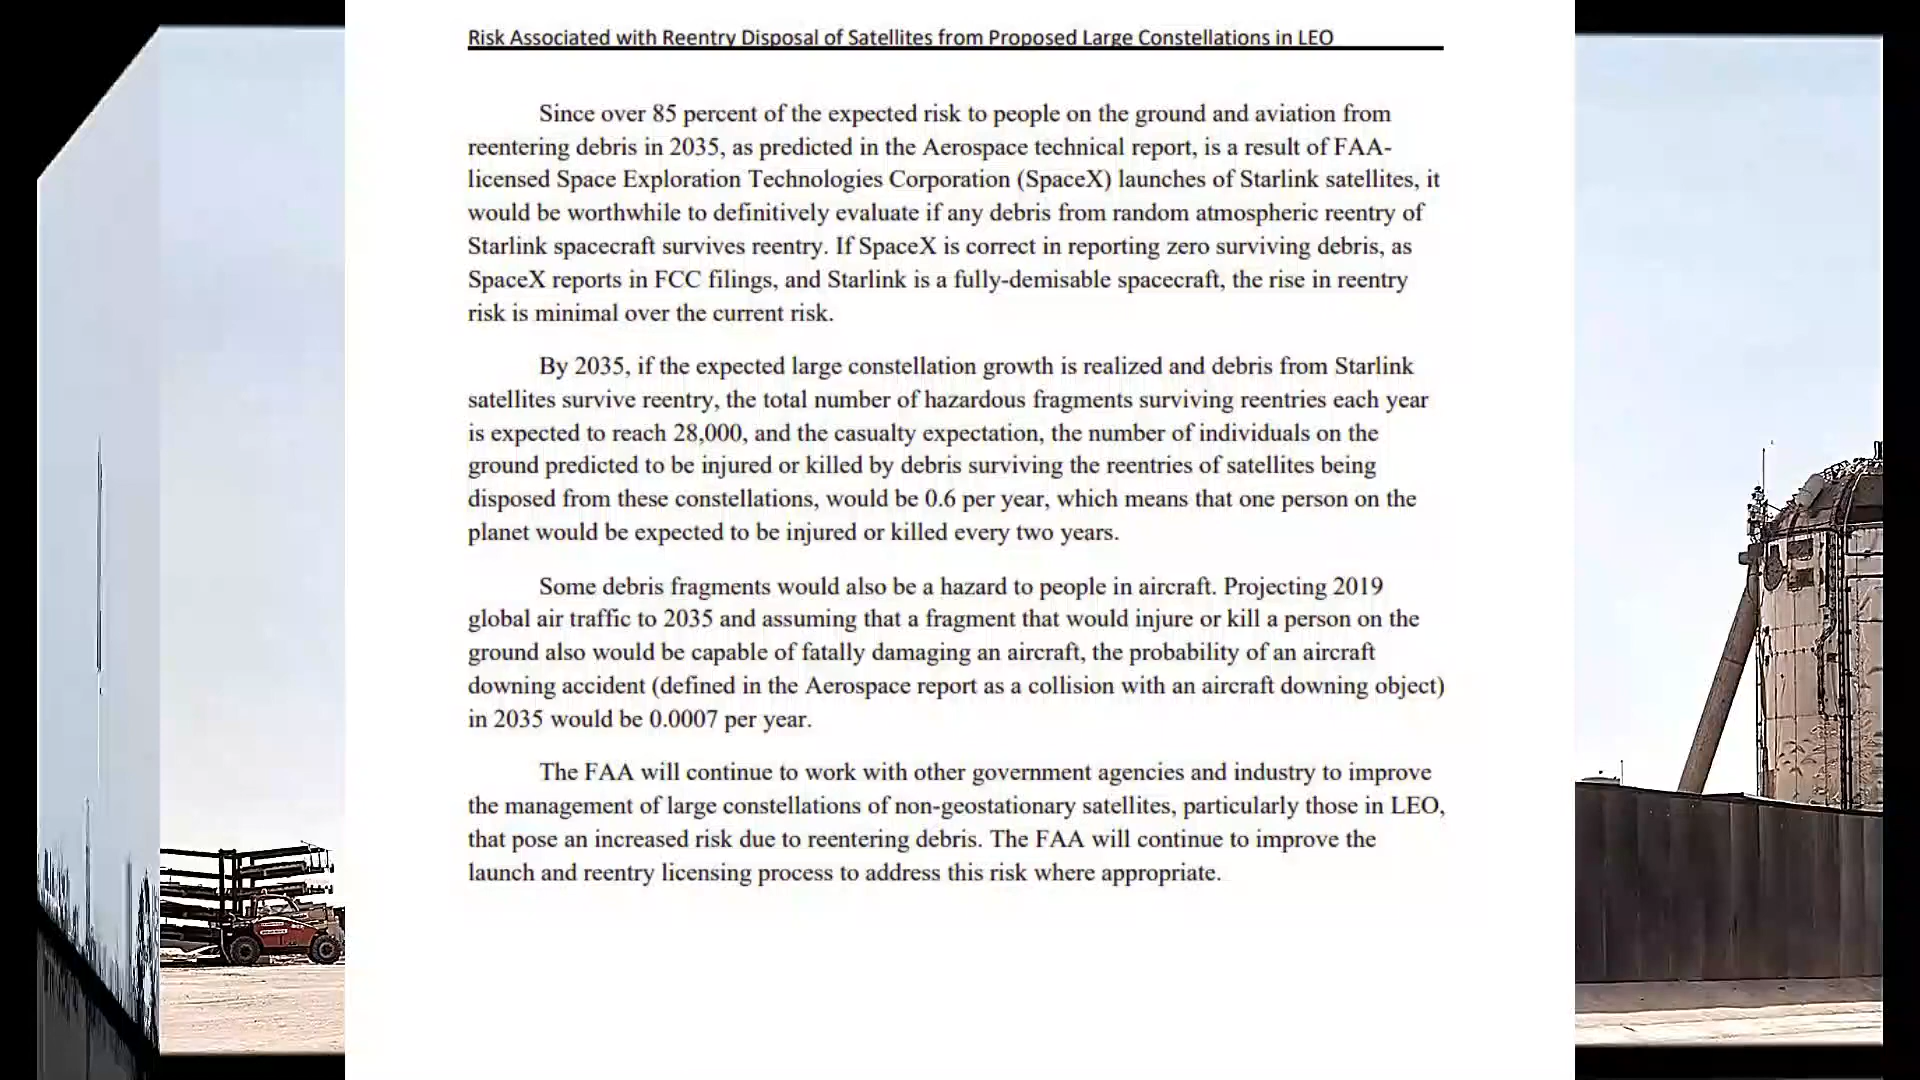 Risk Associated with Reentry Disposal of Satellites from Proposed Large Constellations in LEO
Since over 85 percent of the expected risk to people on the ground and aviation from
reentering debris in 2035, as predicted in the Aerospace technical report, is a result of FAA-
licensed Space Exploration Technologies Corporation (SpaceX) launches of Starlink satellites, it
would be worthwhile to definitively evaluate if any debris from random atmospheric reentry of
Starlink spacecraft survives reentry. If SpaceX is correct in reporting zero surviving debris, as
SpaceX reports in FCC filings, and Starlink is a fully-demisable spacecraft, the rise in reentry
risk is minimal over the current risk.
By 2035, if the expected large constellation growth is realized and debris from Starlink
satellites survive reentry, the total number of hazardous fragments surviving reentries each year
is expected to reach 28,000, and the casualty expectation, the number of individuals on the
ground predicted to be injured or killed by debris surviving the reentries of satellites being
disposed from these constellations, would be 0.6 per year, which means that one person on the
planet would be expected to be injured or killed every two years.
Some debris fragments would also be a hazard to people in aircraft. Projecting 2019
global air traffic to 2035 and assuming that a fragment that would injure or kill a person on the
ground also would be capable of fatally damaging an aircraft, the probability of an aircraft
downing accident (defined in the Aerospace report as a collision with an aircraft downing object)
in 2035 would be 0.0007 per year.
The FAA will continue to work with other government agencies and industry to improve
the management of large constellations of non-geostationary satellites, particularly those in LEO,
that pose an increased risk due to reentering debris. The FAA will continue to improve the
launch and reentry licensing process to address this risk where appropriate.